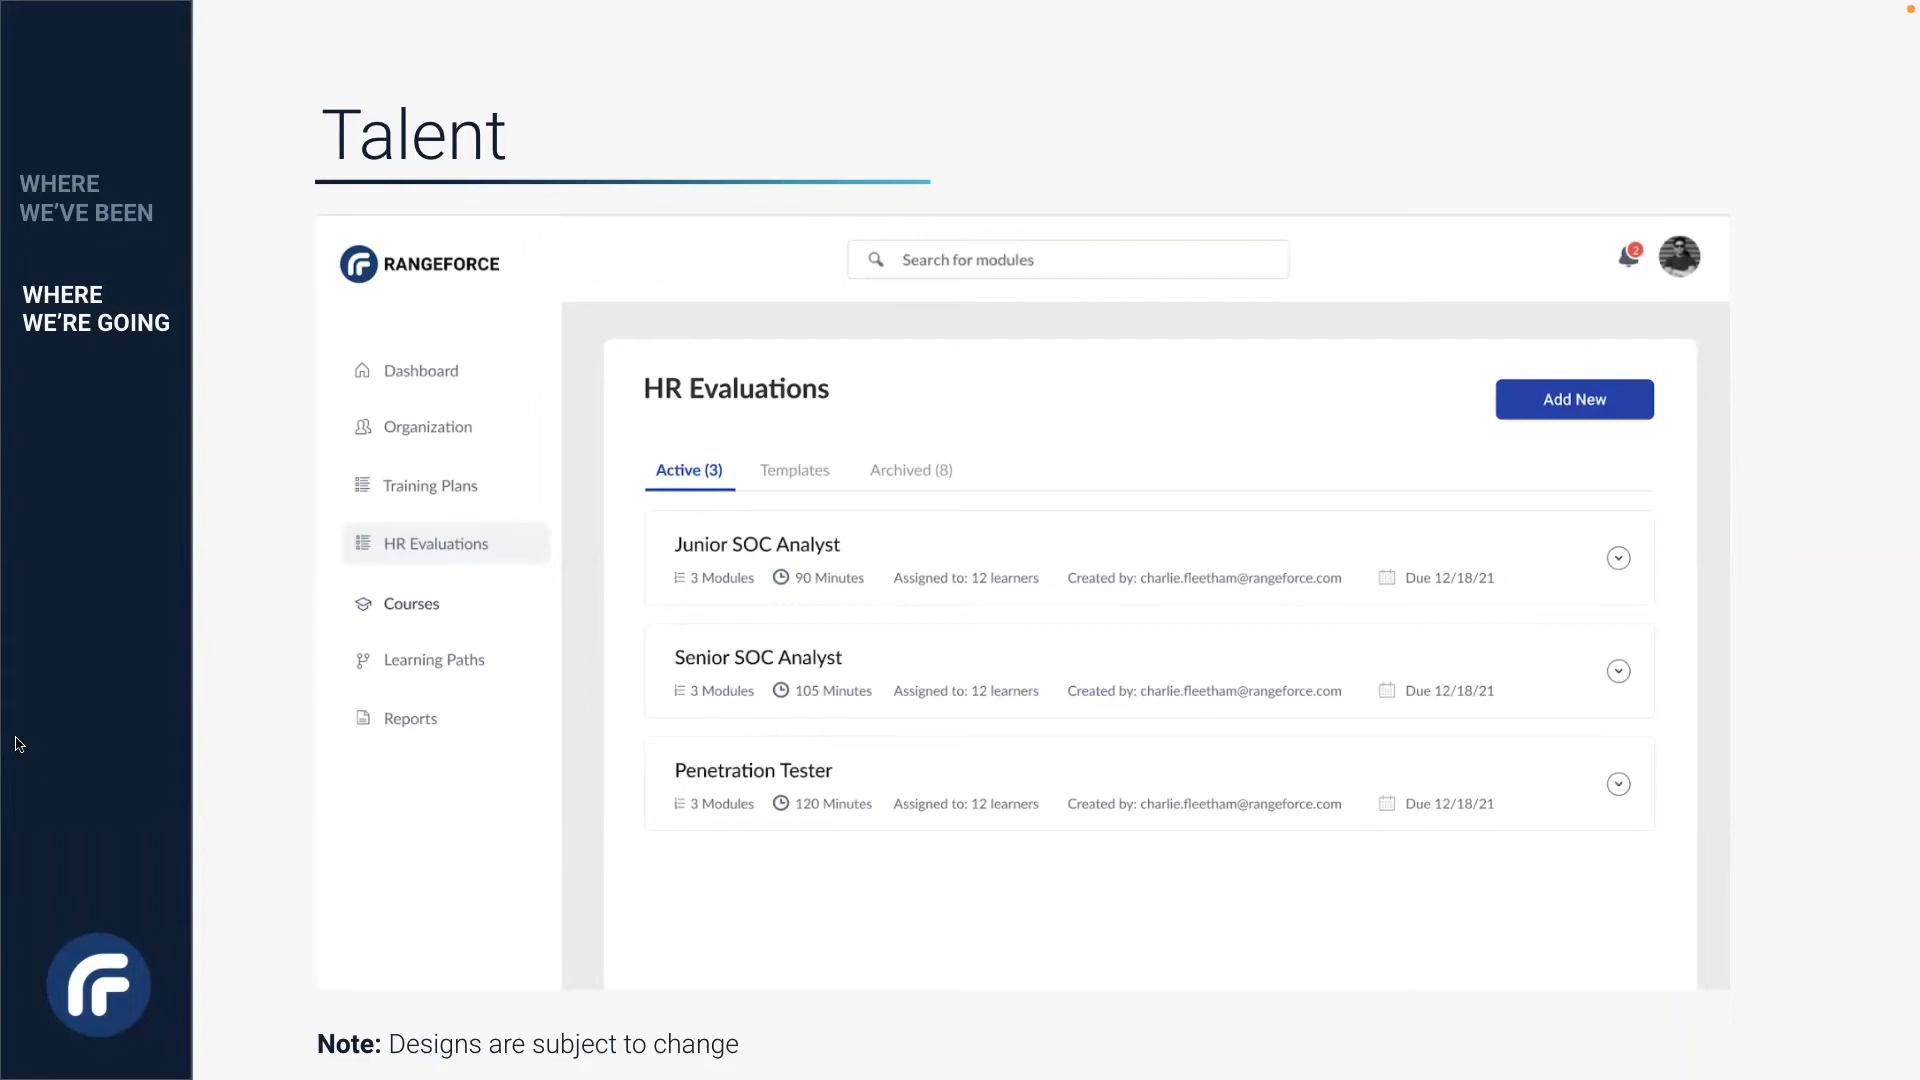 WHERE
WE’VE BEEN
WHERE
WE’RE GOING
Talent
RANGEFORCE
Search for modules
2
Dashboard
Organization
Training Plans
HR Evaluations
Courses
Learning Paths
Reports
HR Evaluations
Add New
Active (3) Templates Archived (8)
Junior SOC Analyst
3 Modules 90 Minutes Assigned to: 12 learners Created by: charlie.fleetham@rangeforce.com Due 12/18/21
Senior SOC Analyst
3 Modules 105 Minutes Assigned to: 12 learners Created by: charlie.fleetham@rangeforce.com Due 12/18/21
Penetration Tester
3 Modules 120 Minutes Assigned to: 12 learners Created by: charlie.fleetham@rangeforce.com Due 12/18/21
Note: Designs are subject to change